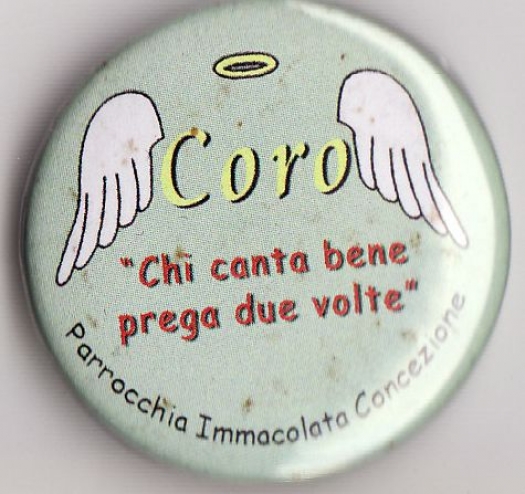 Coro
"Chi canta bene
prega due volte"
Parrocchia Immacolata Concezione